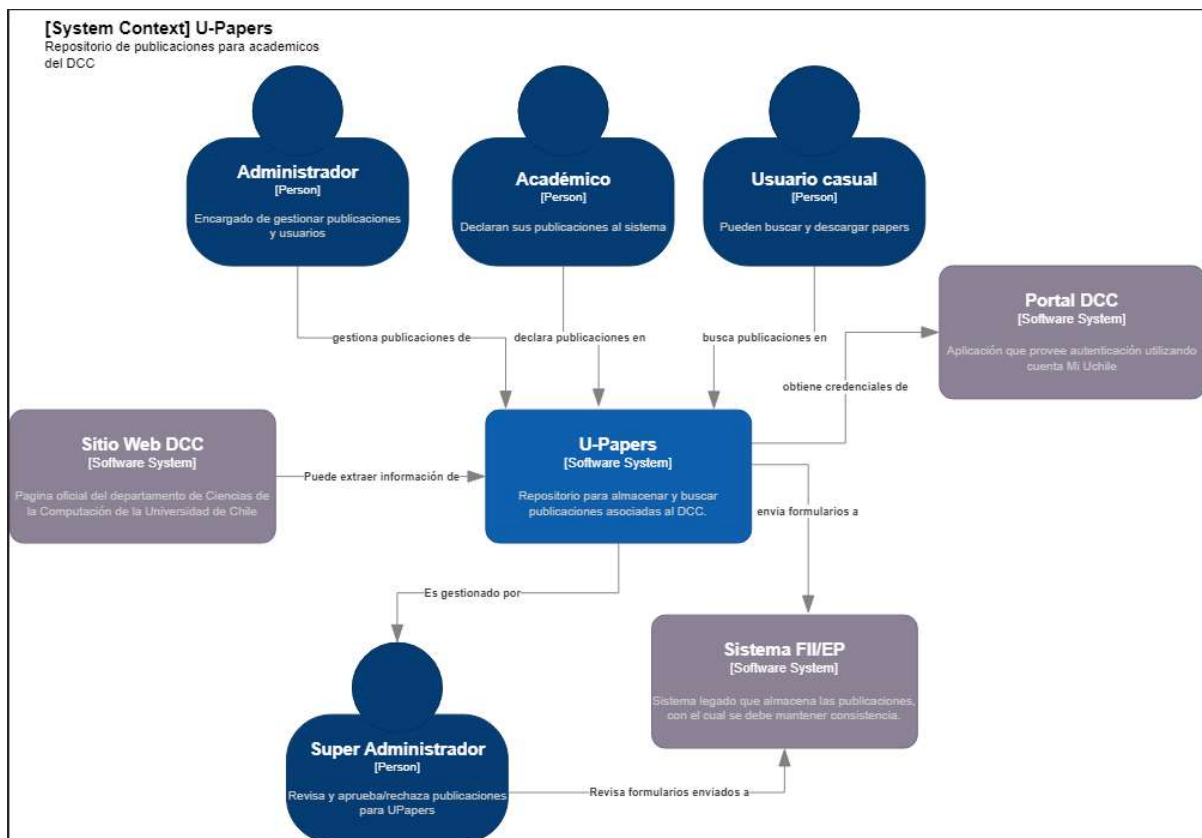 [System Context] U-Papers
Repositorio de publicaciones para academicos
del DCC
Administrador
[Person]
Encargado de gestionar publicaciones
y usuarios
Académico
[Person]
Declaran sus publicaciones al sistema
Usuario casual
[Person]
Pueden buscar y descargar papers
gestiona publicaciones de
declara publicaciones en
busca publicaciones en
Portal DCC
[Software System]
Aplicación que provee autenticación utilizando
cuenta Mi Uchile
obtiene credenciales de
Sitio Web DCC
[Software System]
Pagina oficial del departamento de Ciencias de
la Computación de la Universidad de Chile
Puede extraer información de
U-Papers
[Software System]
Repositorio para almacenar y buscar
publicaciones asociadas al DCC.
envía formularios a
Es gestionado por
Sistema FII/EP
[Software System]
Sistema legado que almacena las publicaciones,
con el cual se debe mantener consistencia.
Super Administrador
[Person]
Revisa y aprueba/rechaza publicaciones
para UPapers
Revisa formularios enviados a